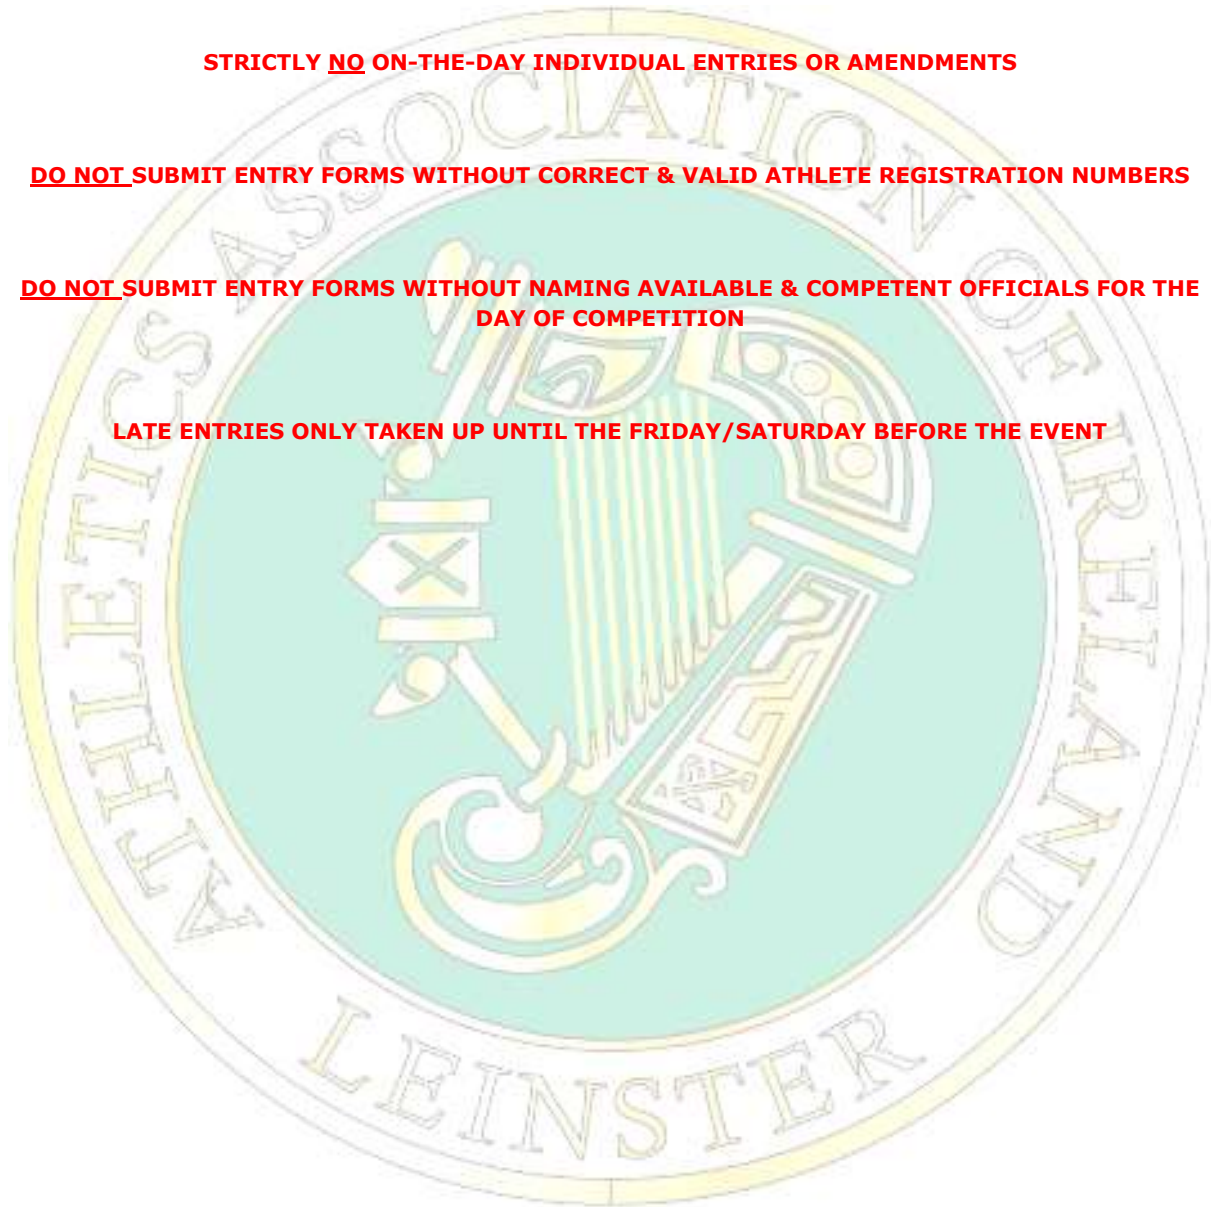 STRICTLY NO ON-THE-DAY INDIVIDUAL ENTRIES OR AMENDMENTS
DO NOT SUBMIT ENTRY FORMS WITHOUT CORRECT & VALID ATHLETE REGISTRATION NUMBERS
DO NOT SUBMIT ENTRY FORMS WITHOUT NAMING AVAILABLE & COMPETENT OFFICIALS FOR THE
DAY OF COMPETITION
LATE ENTRIES ONLY TAKEN UP UNTIL THE FRIDAY/SATURDAY BEFORE THE EVENT
ATHLETICS ASSOCIATION OF IRELAND
LEINSTER